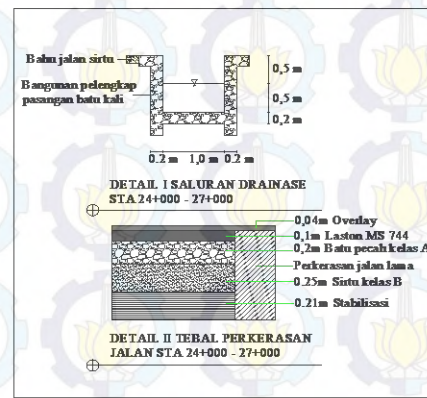 Bahu jalan sirtu
Bangunan pelengkap
pasangan batu kali
0,5 m
0,5 m
0,2 m
0.2 m 1,0 m 0.2 m
DETAIL I SALURAN DRAINASE
STA 24+000 - 27+000
0,04m Overlay
0,1m Laston MS 744
0,2m Batu pecah kelas A
Perkerasan jalan lama
0.25m Sirtu kelas B
0.21m Stabilisasi
DETAIL II TEBAL PERKERASAN
JALAN STA 24+000 - 27+000